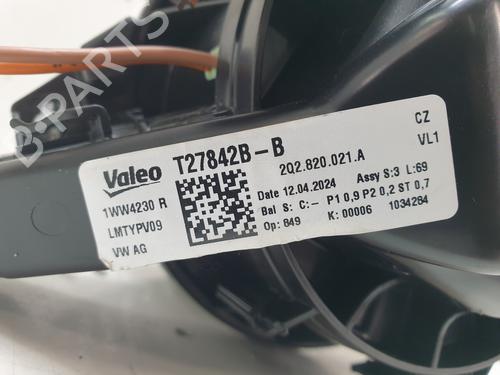 B-Parts
Valeo T27842B-B
1WW4230 R
LMTYPV09
VW AG
2Q2.820.021.A
CZ
VL1
Date 12.04.2024 Assy S:3 L:69
Bal S: C:- P1 0,9 P2 0,2 ST 0,7
Op: 849 K: 00006 1034284